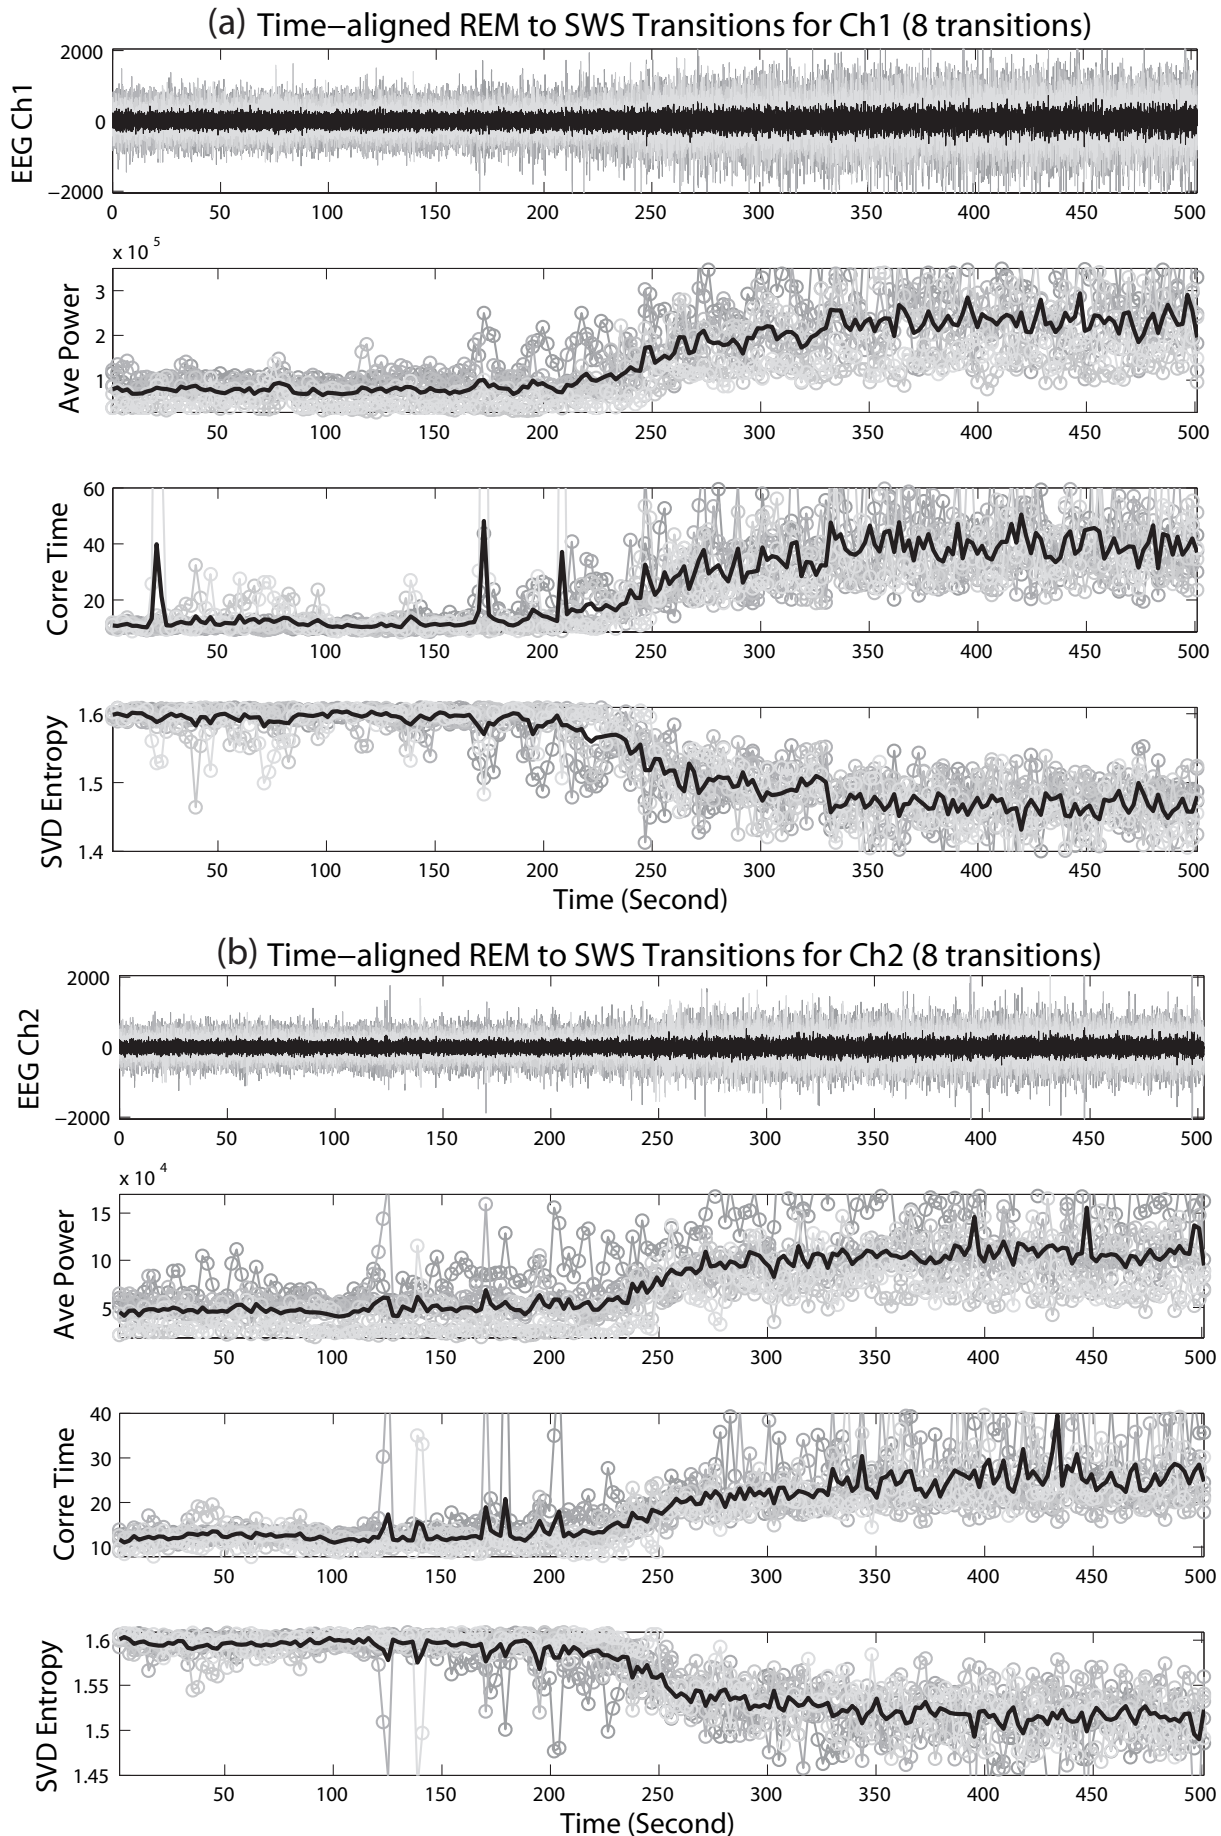 (a) Time−aligned REM to SWS Transitions for Ch1 (8 transitions)
EEG Ch1
2000
0
−2000
0 50 100 150 200 250 300 350 400 450 500
x 10 5
Ave Power
3
2
1
50 100 150 200 250 300 350 400 450 500
Corre Time
60
40
20
50 100 150 200 250 300 350 400 450 500
SVD Entropy
1.6
1.5
1.4
50 100 150 200 250 300 350 400 450 500
Time (Second)
(b) Time−aligned REM to SWS Transitions for Ch2 (8 transitions)
EEG Ch2
2000
0
−2000
0 50 100 150 200 250 300 350 400 450 500
x 10 4
Ave Power
15
10
5
50 100 150 200 250 300 350 400 450 500
Corre Time
40
30
20
10
50 100 150 200 250 300 350 400 450 500
SVD Entropy
1.6
1.55
1.5
1.45
50 100 150 200 250 300 350 400 450 500
Time (Second)